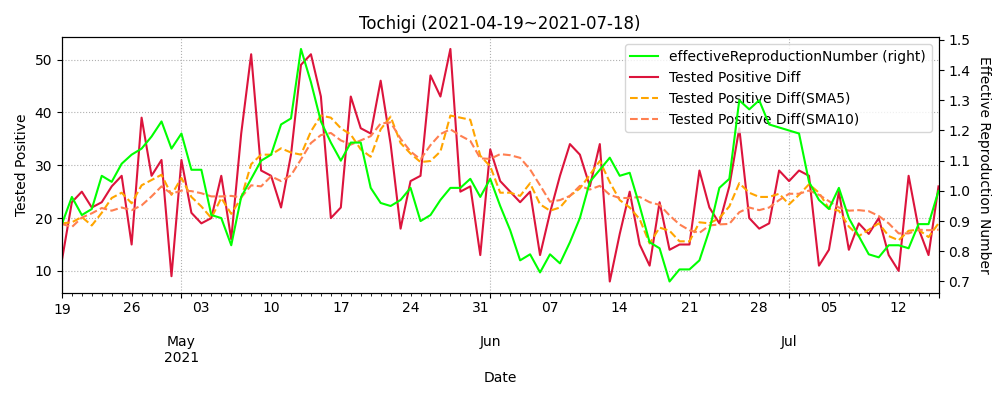 Tochigi (2021-04-19~2021-07-18)
effectiveReproductionNumber (right)
Tested Positive Diff
Tested Positive Diff(SMA5)
Tested Positive Diff(SMA10)
Tested Positive
50
40
30
20
10
1.5
1.4
1.3
1.2
1.1
1.0
0.9
0.8
0.7
Effective Reproduction Number
19 26 03 10 17 24 31 07 14 21 28 05 12
May Jun Jul
2021
Date